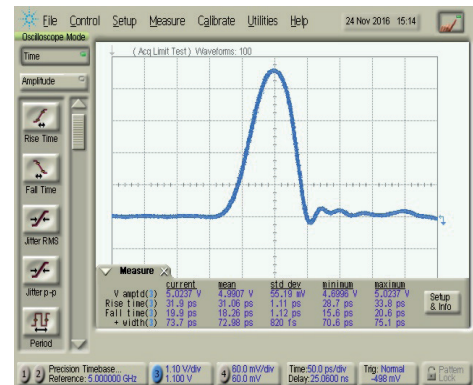 File Control Setup Measure Calibrate Utilities Help 24 Nov 2016 15:14
Oscilloscope Mode
Time
( Acq Limit Test ) Waveforms: 100
Amplitude
Rise Time
Fall Time
Jitter RMS
Jitter p-p
Period
Measure
current mean std dev minimum maximum
V amptd(3) 5.0237 V 4.9907 V 55.19 mV 4.6996 V 5.0237 V
Rise time(3) 31.9 ps 31.06 ps 1.11 ps 28.7 ps 33.8 ps
Fall time(3) 19.9 ps 18.26 ps 1.12 ps 15.6 ps 20.6 ps
+ width(3) 73.7 ps 72.98 ps 820 fs 70.6 ps 75.1 ps
Setup
& Info
1 2 Precision Timebase...
Reference: 5.000000 GHz
3 1.10 V/div
1.100 V
4 60.0 mV/div
60.0 mV
Time:50.0 ps/div
Delay:25.0600 ns
Trig: Normal
-498 mV
Pattern
Lock